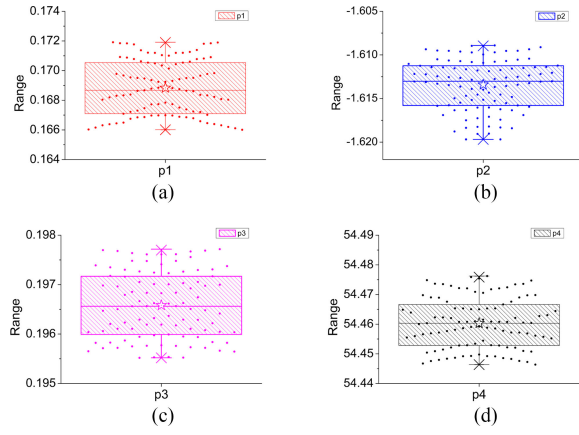 0.174
0.172
0.170
0.168
0.166
0.164
Range
p1
p1
(a)
-1.605
-1.610
-1.615
-1.620
Range
p2
p2
(b)
0.198
0.197
0.196
0.195
Range
p3
p3
(c)
54.49
54.48
54.47
54.46
54.45
54.44
Range
p4
p4
(d)